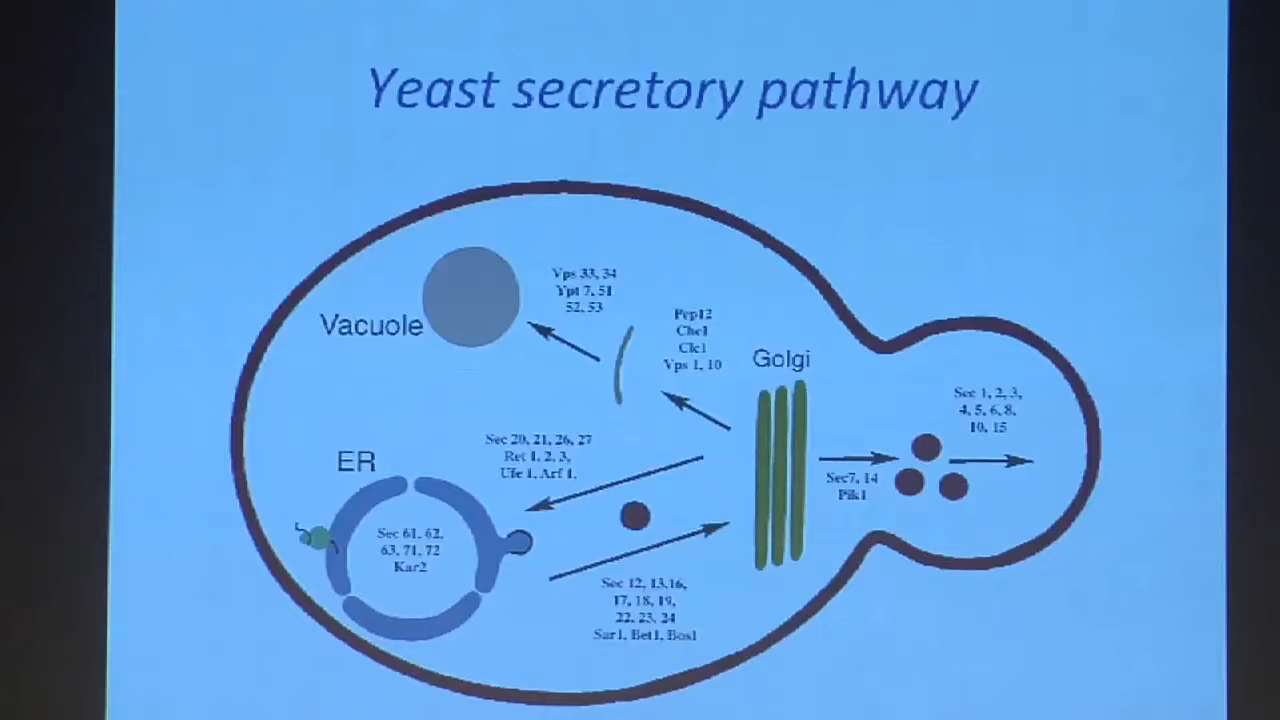 Yeast secretory pathway
Vps 33, 34
Ypt 7, 51
52, 53
Vacuole
Pep12
Chc1
Clc1
Vps 1, 10
Golgi
Sec 1, 2, 3,
4, 5, 6, 8,
10, 15
Sec 20, 21, 26, 27
Ret 1, 2, 3,
Ufe 1, Arf 1,
ER
Sec7, 14
Pik1
Sec 61, 62,
63, 71, 72
Kar2
Sec 12, 13,16,
17, 18, 19,
22, 23, 24
Sar1, Bet1, Bos1